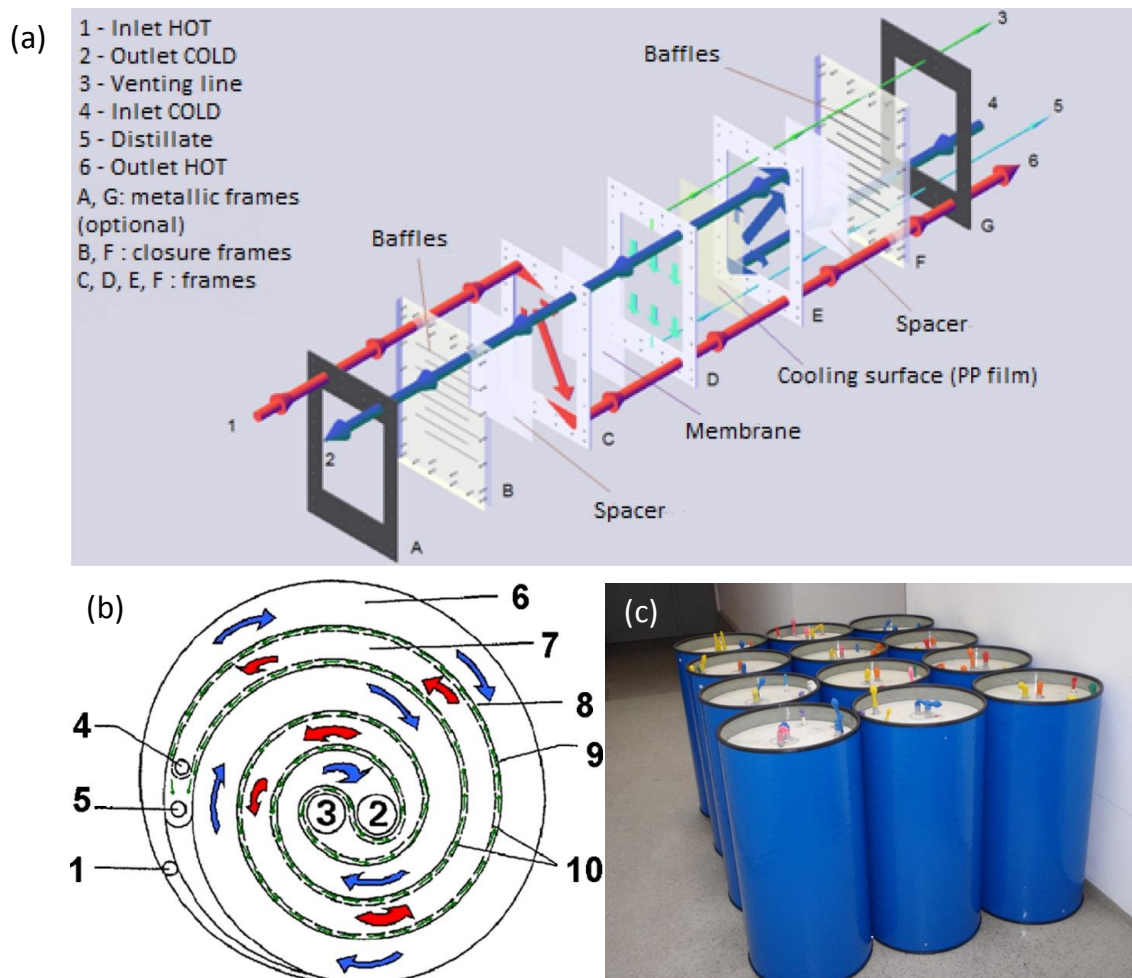 (a)
1 - Inlet HOT
2 - Outlet COLD
3 - Venting line
4 - Inlet COLD
5 - Distillate
6 - Outlet HOT
A, G: metallic frames
(optional)
B, F : closure frames
C, D, E, F : frames
Baffles
3
4
5
6
G
Baffles
F
Spacer
E
Cooling surface (PP film)
D
Membrane
1
C
2
B
Spacer
A
(b)
6
7
4
8
5
9
3
2
1
10
(c)